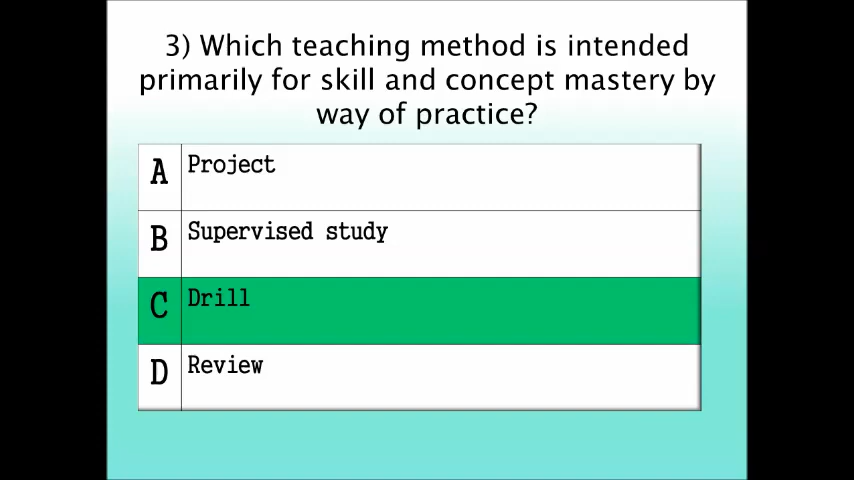 3) Which teaching method is intended
primarily for skill and concept mastery by
way of practice?
A Project
B Supervised study
C Drill
D Review